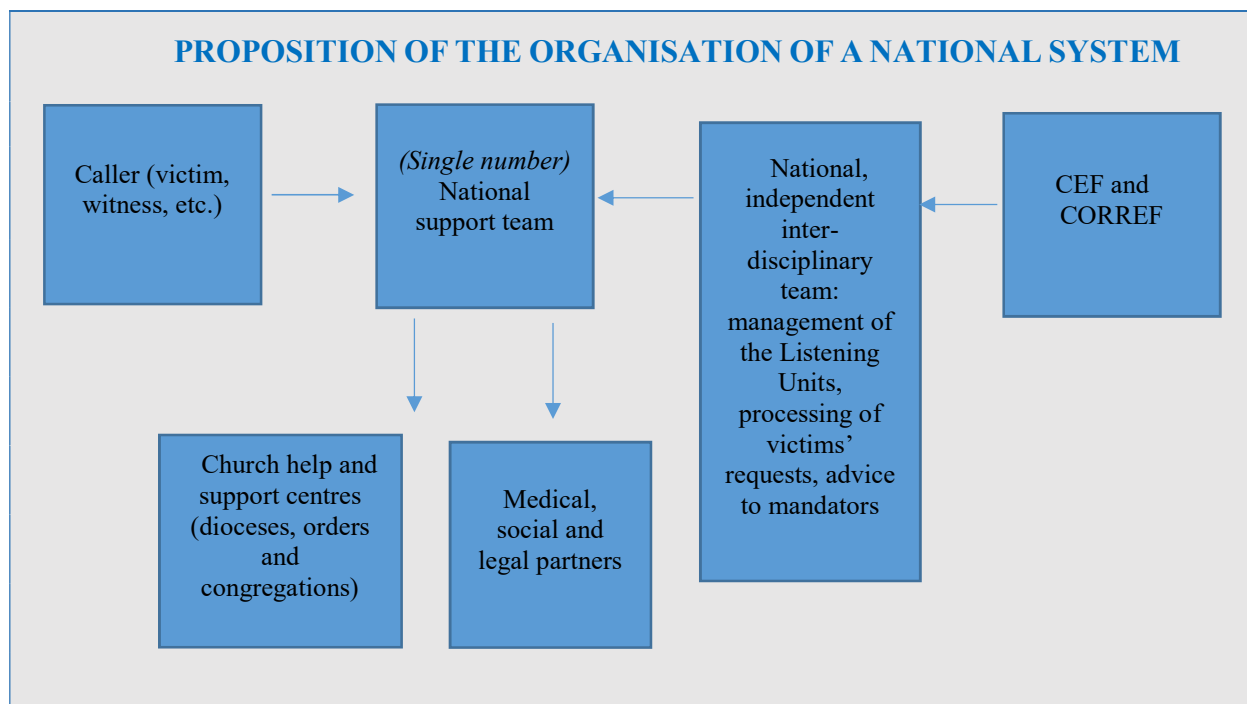 PROPOSITION OF THE ORGANISATION OF A NATIONAL SYSTEM
Caller (victim,
witness, etc.)
(Single number)
National
support team
National,
independent
inter-
disciplinary
team:
management of
the Listening
Units,
processing of
victims’
requests, advice
to mandators
CEF and
CORREF
Church help and
support centres
(dioceses, orders
and
congregations)
Medical,
social and
legal partners